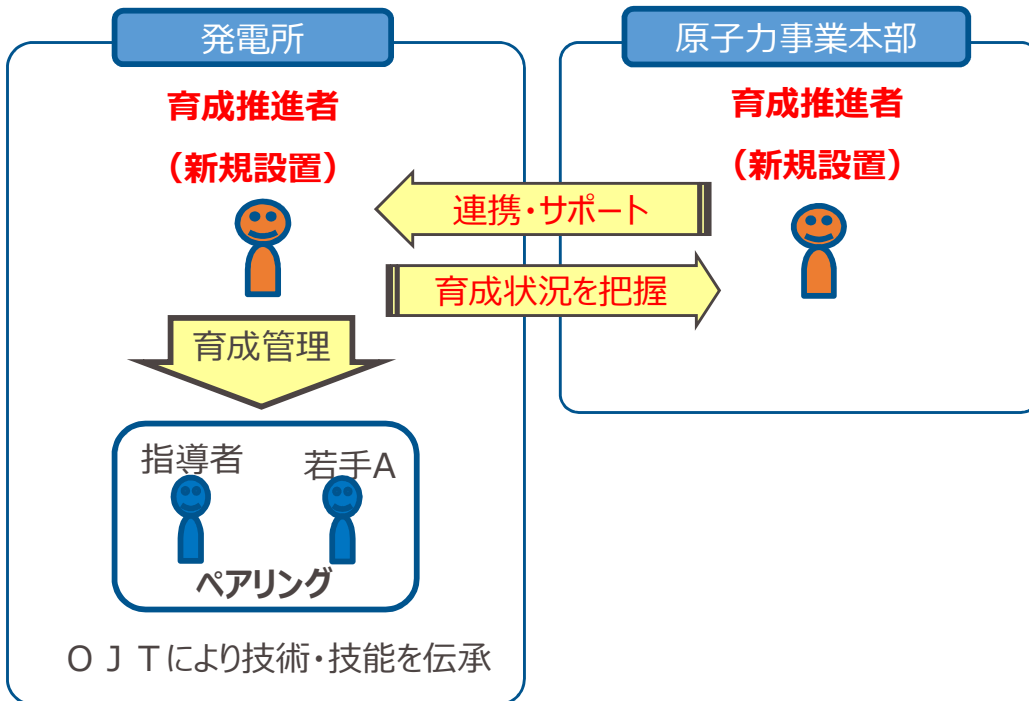 発電所
育成推進者
（新規設置）
原子力事業本部
育成推進者
（新規設置）
連携・サポート
育成状況を把握
育成管理
指導者
若手A
ペアリング
ＯＪＴにより技術・技能を伝承